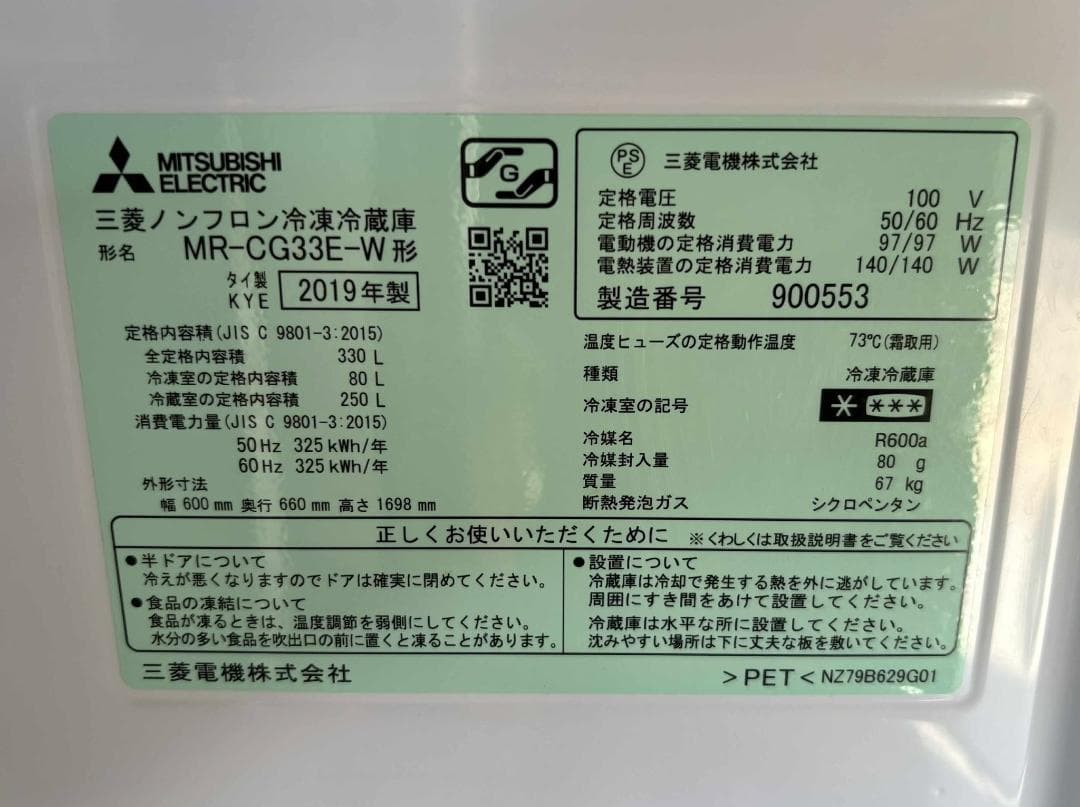 MITSUBISHI
ELECTRIC
G
三菱ノンフロン冷凍冷蔵庫
形名 MR-CG33E-W形
タイ製
KYE 2019年製
定格内容積(JIS C 9801-3:2015)
全定格内容積 330 L
冷凍室の定格内容積 80 L
冷蔵室の定格内容積 250 L
消費電力量(JIS C 9801-3:2015)
50Hz 325kWh/年
60Hz 325kWh/年
外形寸法
幅600mm 奥行660mm 高さ1698mm
PSE 三菱電機株式会社
定格電圧 100 V
定格周波数 50/60 Hz
電動機の定格消費電力 97/97 W
電熱装置の定格消費電力 140/140 W
製造番号 900553
温度ヒューズの定格動作温度 73℃(霜取用)
種類 冷凍冷蔵庫
冷凍室の記号 * ***
冷媒名 R600a
冷媒封入量 80 g
質量 67 kg
断熱発泡ガス シクロペンタン
正しくお使いいただくために ※くわしくは取扱説明書をご覧ください
●半ドアについて
冷えが悪くなりますのでドアは確実に閉めてください。
●食品の凍結について
食品が凍るときは、温度調節を弱側にしてください。
水分の多い食品を吹出口の前に置くと凍ることがあります。
●設置について
冷蔵庫は冷却で発生する熱を外に逃がしています。
周囲にすき間をあけて設置してください。
冷蔵庫は水平な所に設置してください。
沈みやすい場所は下に丈夫な板を敷いてください。
三菱電機株式会社
>PET< NZ79B629G01